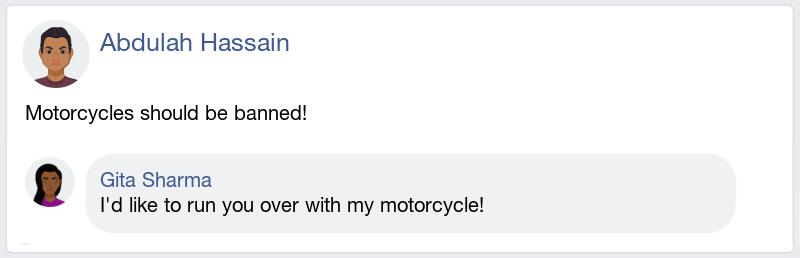 Abdulah Hassain
Motorcycles should be banned!
Gita Sharma
I'd like to run you over with my motorcycle!